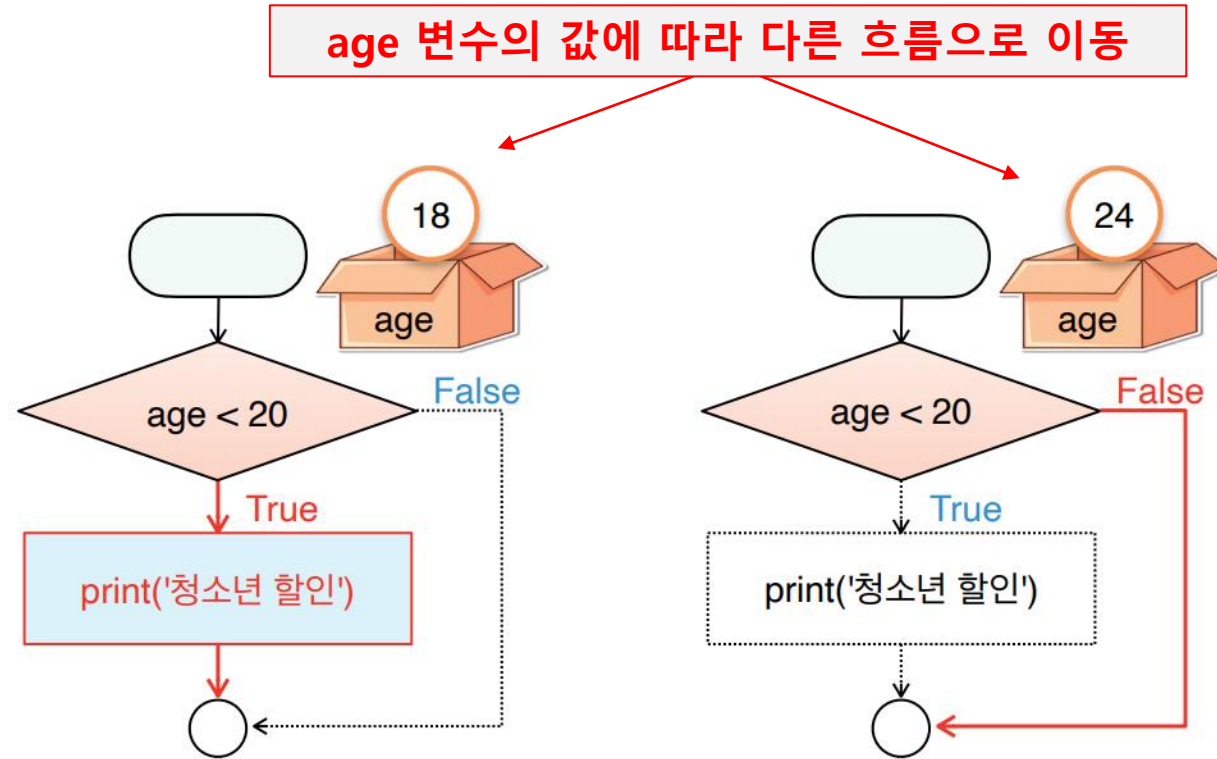 age 변수의 값에 따라 다른 흐름으로 이동
18
age
age < 20
False
True
print('청소년 할인')
24
age
age < 20
False
True
print('청소년 할인')